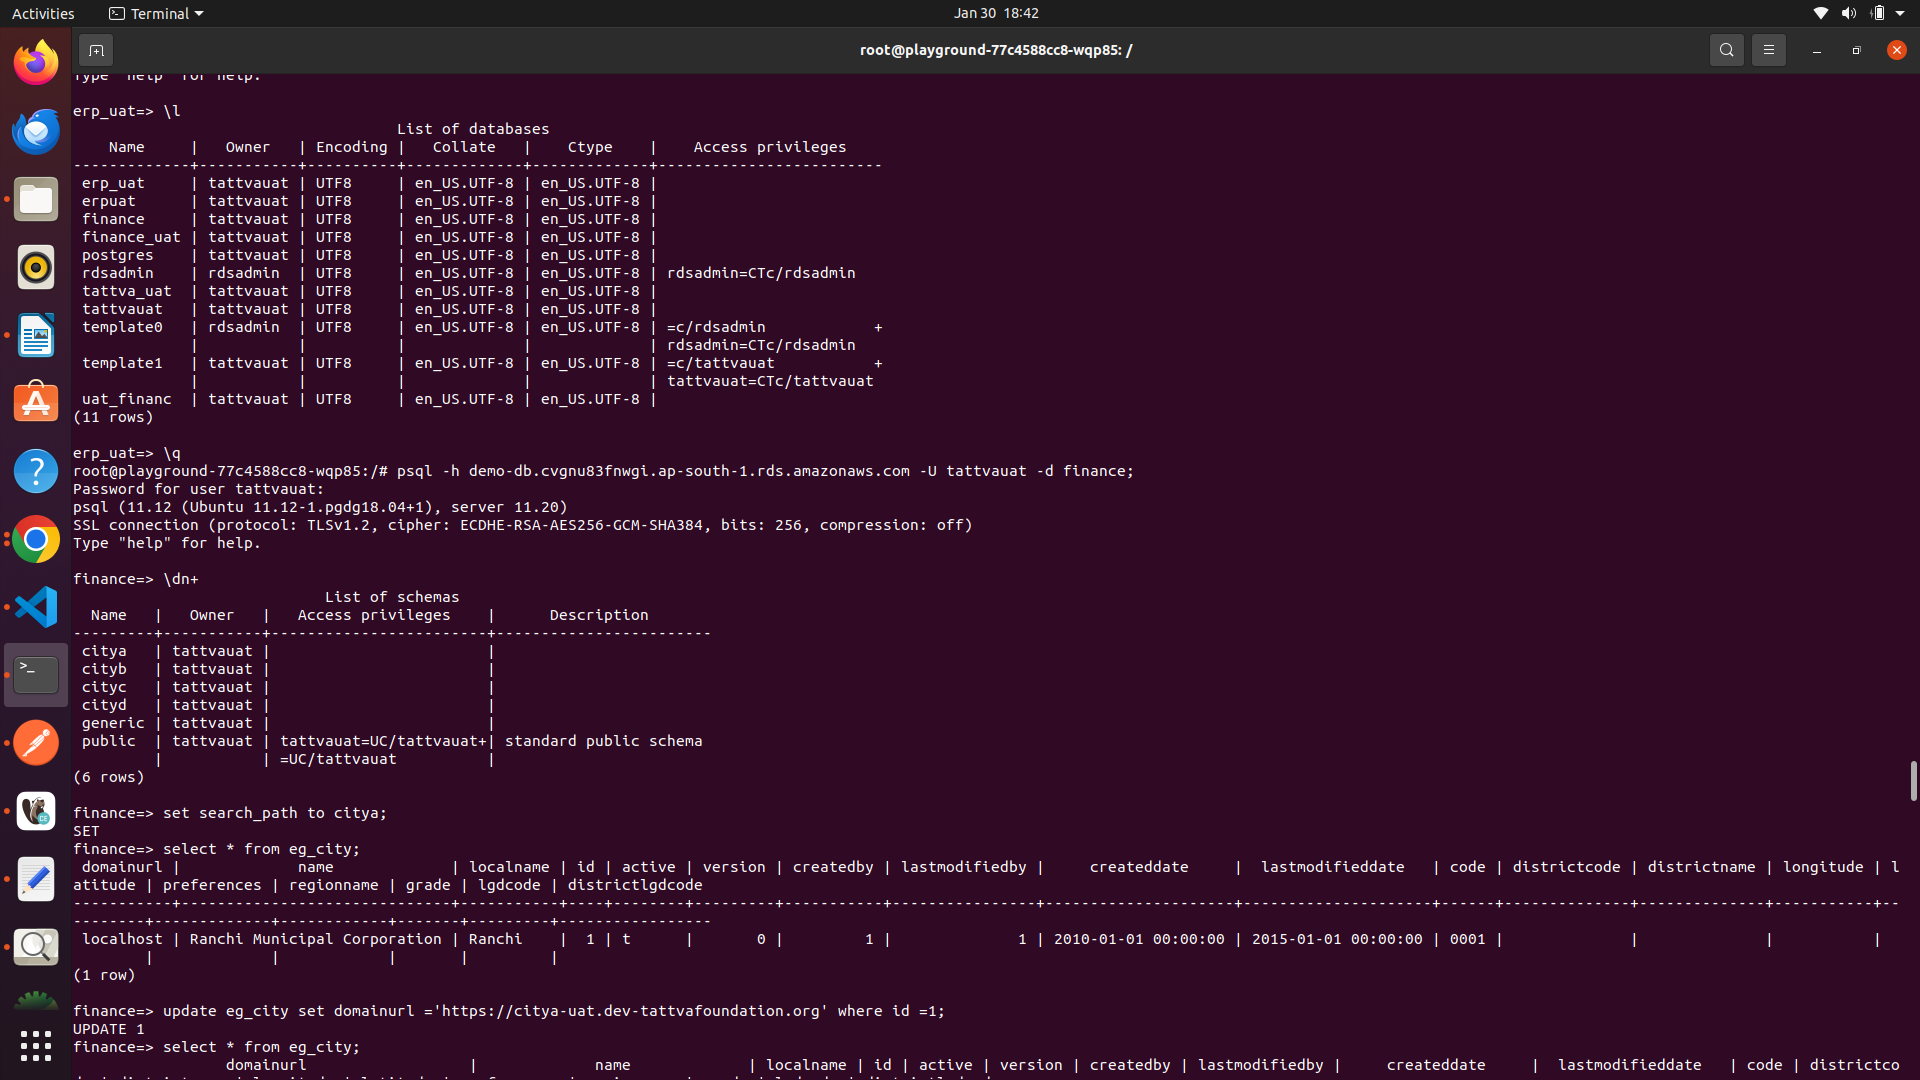 Activities Terminal Jan 30 18:42
root@playground-77c4588cc8-wqp85: /
Type "help" for help.
erp_uat=> \l
                                    List of databases
    Name     |   Owner   | Encoding |   Collate   |    Ctype    |    Access privileges
-------------+-----------+----------+-------------+-------------+-------------------------
 erp_uat     | tattvauat | UTF8     | en_US.UTF-8 | en_US.UTF-8 |
 erpuat      | tattvauat | UTF8     | en_US.UTF-8 | en_US.UTF-8 |
 finance     | tattvauat | UTF8     | en_US.UTF-8 | en_US.UTF-8 |
 finance_uat | tattvauat | UTF8     | en_US.UTF-8 | en_US.UTF-8 |
 postgres    | tattvauat | UTF8     | en_US.UTF-8 | en_US.UTF-8 |
 rdsadmin    | rdsadmin  | UTF8     | en_US.UTF-8 | en_US.UTF-8 | rdsadmin=CTc/rdsadmin
 tattva_uat  | tattvauat | UTF8     | en_US.UTF-8 | en_US.UTF-8 |
 tattvauat   | tattvauat | UTF8     | en_US.UTF-8 | en_US.UTF-8 |
 template0   | rdsadmin  | UTF8     | en_US.UTF-8 | en_US.UTF-8 | =c/rdsadmin            +
             |           |          |             |             | rdsadmin=CTc/rdsadmin
 template1   | tattvauat | UTF8     | en_US.UTF-8 | en_US.UTF-8 | =c/tattvauat           +
             |           |          |             |             | tattvauat=CTc/tattvauat
 uat_financ  | tattvauat | UTF8     | en_US.UTF-8 | en_US.UTF-8 |
(11 rows)
erp_uat=> \q
root@playground-77c4588cc8-wqp85:/# psql -h demo-db.cvgnu83fnwgi.ap-south-1.rds.amazonaws.com -U tattvauat -d finance;
Password for user tattvauat:
psql (11.12 (Ubuntu 11.12-1.pgdg18.04+1), server 11.20)
SSL connection (protocol: TLSv1.2, cipher: ECDHE-RSA-AES256-GCM-SHA384, bits: 256, compression: off)
Type "help" for help.
finance=> \dn+
                            List of schemas
  Name   |   Owner   |   Access privileges    |      Description
---------+-----------+------------------------+------------------------
 citya   | tattvauat |                        |
 cityb   | tattvauat |                        |
 cityc   | tattvauat |                        |
 cityd   | tattvauat |                        |
 generic | tattvauat |                        |
 public  | tattvauat | tattvauat=UC/tattvauat+| standard public schema
         |           | =UC/tattvauat          |
(6 rows)
finance=> set search_path to citya;
SET
finance=> select * from eg_city;
 domainurl |             name             | localname | id | active | version | createdby | lastmodifiedby |     createddate     |  lastmodifieddate   | code | districtcode | districtname | longitude | l
atitude | preferences | regionname | grade | lgdcode | districtlgdcode
-----------+------------------------------+-----------+----+--------+---------+-----------+----------------+---------------------+---------------------+------+--------------+--------------+-----------+--
--------+-------------+------------+-------+---------+-----------------
 localhost | Ranchi Municipal Corporation | Ranchi    |  1 | t      |       0 |         1 |              1 | 2010-01-01 00:00:00 | 2015-01-01 00:00:00 | 0001 |              |              |           |
        |             |            |       |         |
(1 row)
finance=> update eg_city set domainurl ='https://citya-uat.dev-tattvafoundation.org' where id =1;
UPDATE 1
finance=> select * from eg_city;
                 domainurl                  |             name             | localname | id | active | version | createdby | lastmodifiedby |     createddate     |  lastmodifieddate   | code | districtco